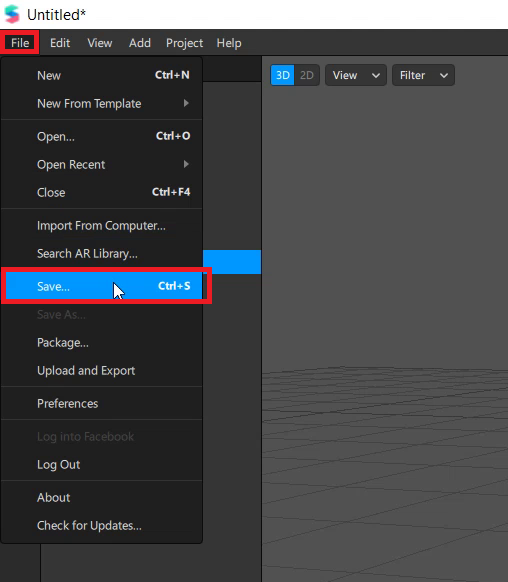 Untitled*
File Edit View Add Project Help
3D 2D View Filter
New Ctrl+N
New From Template
Open... Ctrl+O
Open Recent
Close Ctrl+F4
Import From Computer...
Search AR Library...
Save... Ctrl+S
Save As...
Package...
Upload and Export
Preferences
Log into Facebook
Log Out
About
Check for Updates...